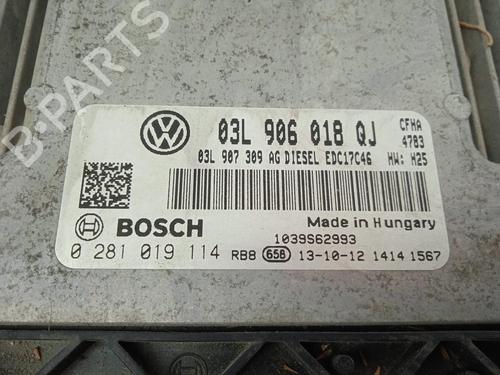 03L 906 018 QJ CFHA
4783
03L 907 309 AG DIESEL EDC17C46 HW: H25
BOSCH
Made in Hungary
1039S62993
0 281 019 114 RB8 658 13-10-12 1414 1567
B-PARTS